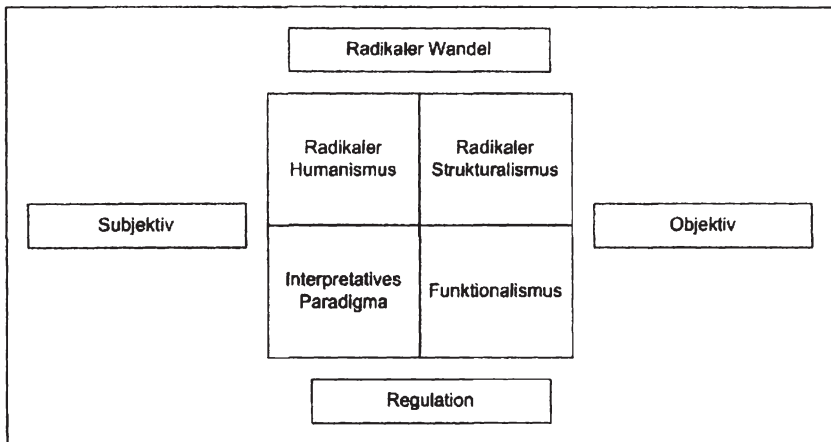 Radikaler Wandel
Radikaler
Humanismus
Radikaler
Strukturalismus
Subjektiv
Objektiv
Interpretatives
Paradigma
Funktionalismus
Regulation